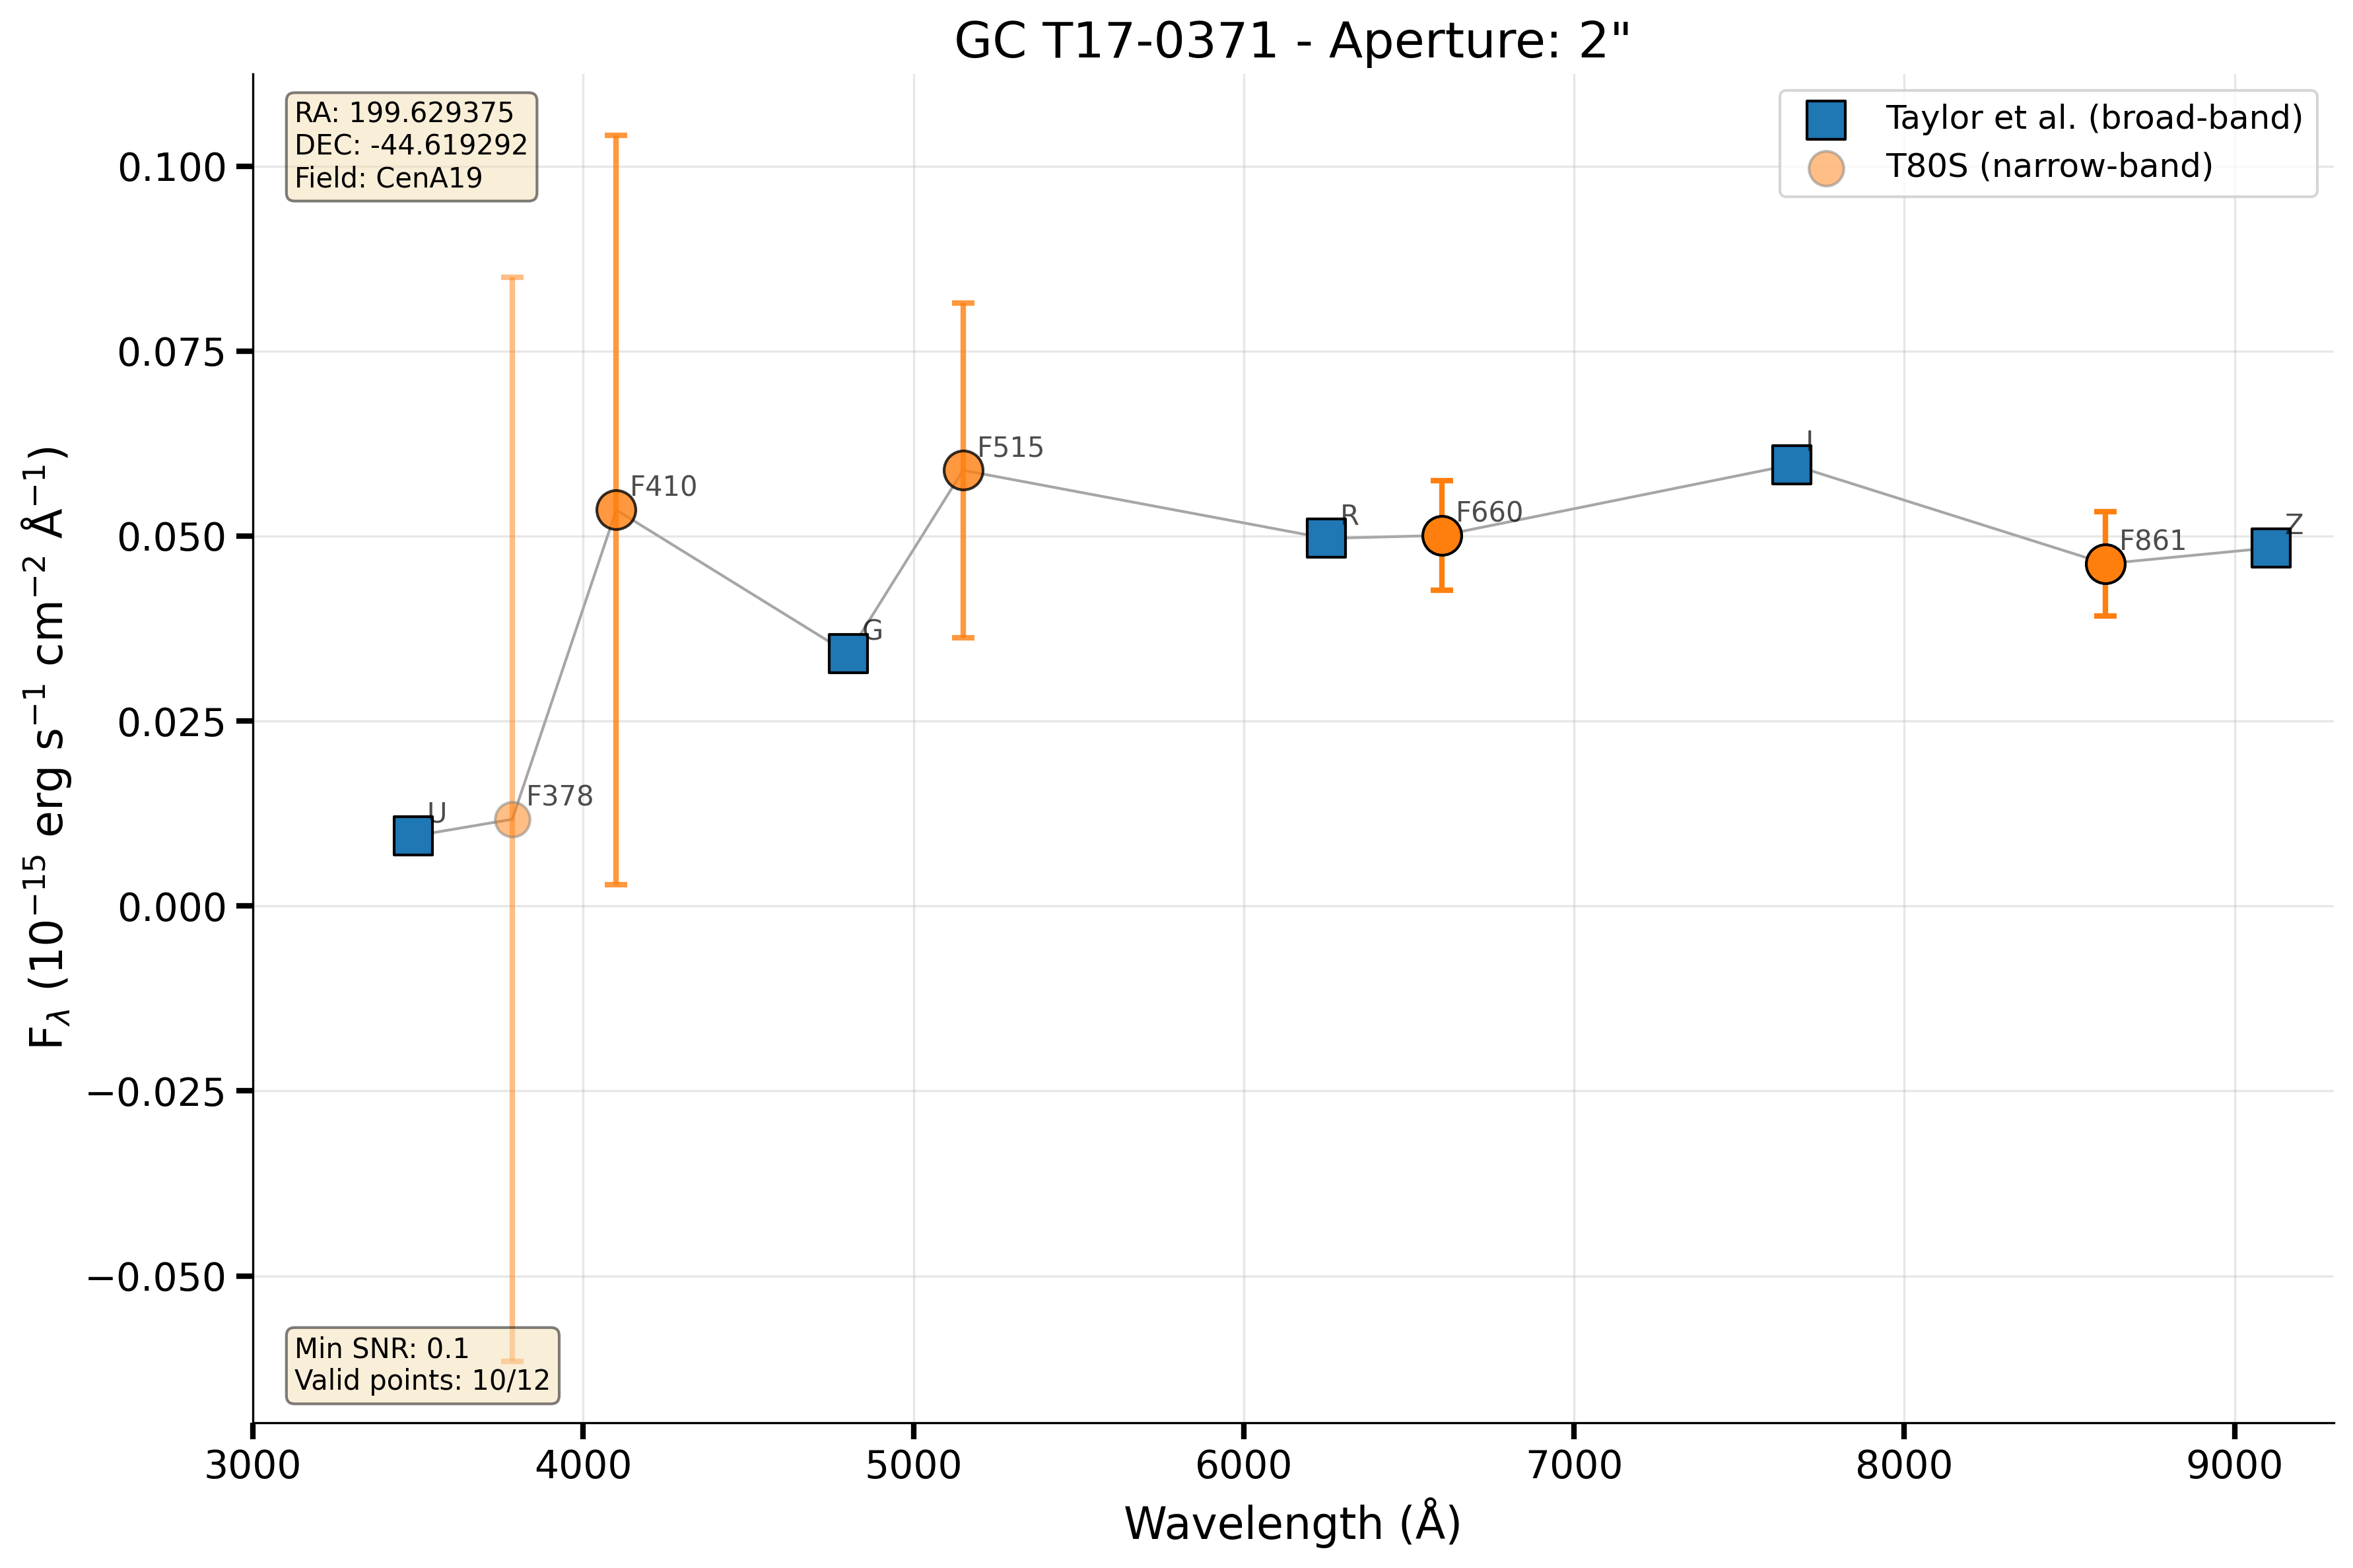 GC T17-0371 - Aperture: 2"
RA: 199.629375
DEC: -44.619292
Field: CenA19
Taylor et al. (broad-band)
T80S (narrow-band)
F_λ (10⁻¹⁵ erg s⁻¹ cm⁻² Å⁻¹)
0.100
0.075
0.050
0.025
0.000
−0.025
−0.050
U
F378
F410
G
F515
R
F660
I
F861
Z
Min SNR: 0.1
Valid points: 10/12
3000 4000 5000 6000 7000 8000 9000
Wavelength (Å)